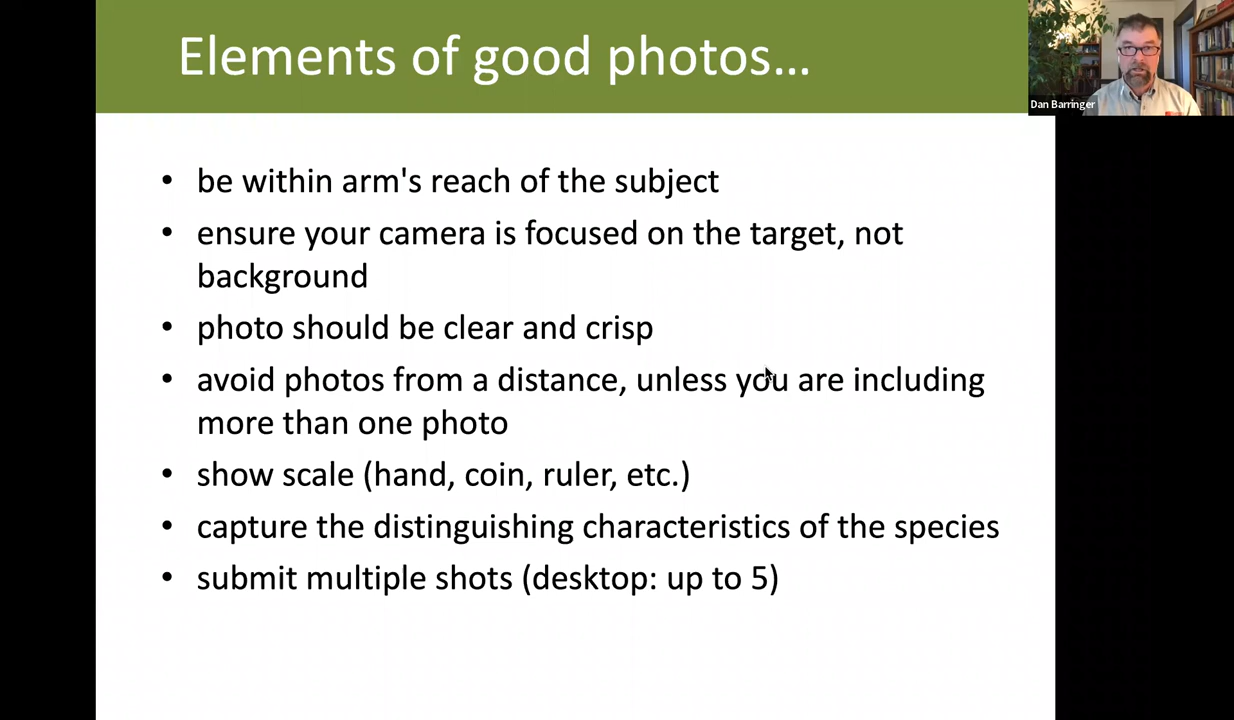 Elements of good photos...
Dan Barringer
• be within arm's reach of the subject
• ensure your camera is focused on the target, not
background
• photo should be clear and crisp
• avoid photos from a distance, unless you are including
more than one photo
• show scale (hand, coin, ruler, etc.)
• capture the distinguishing characteristics of the species
• submit multiple shots (desktop: up to 5)